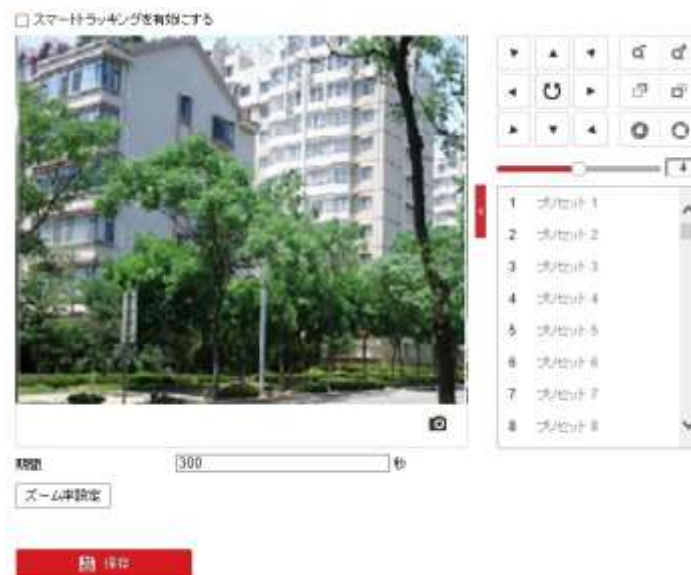 スマートトラッキングを有効にする
4
1 プリセット 1
2 プリセット 2
3 プリセット 3
4 プリセット 4
5 プリセット 5
6 プリセット 6
7 プリセット 7
8 プリセット 8
期間 300 秒
ズーム率設定
保存